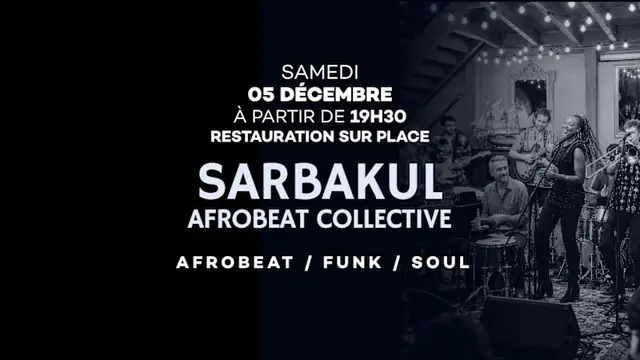 SAMEDI
05 DÉCEMBRE
À PARTIR DE 19H30
RESTAURATION SUR PLACE
SARBAKUL
AFROBEAT COLLECTIVE
AFROBEAT / FUNK / SOUL